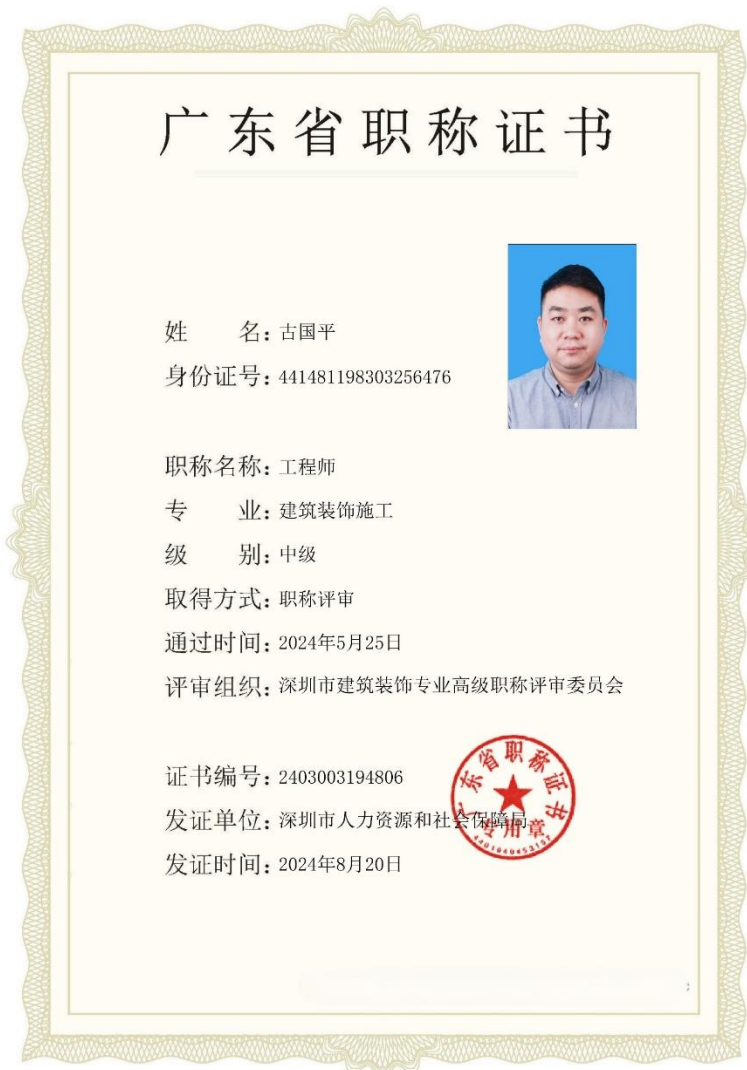 广东省职称证书
姓 名：古国平
身份证号：441481198303256476
职称名称：工程师
专 业：建筑装饰施工
级 别：中级
取得方式：职称评审
通过时间：2024年5月25日
评审组织：深圳市建筑装饰专业高级职称评审委员会
证书编号：2403003194806
发证单位：深圳市人力资源和社会保障局
发证时间：2024年8月20日
广东省职称证书
专用章